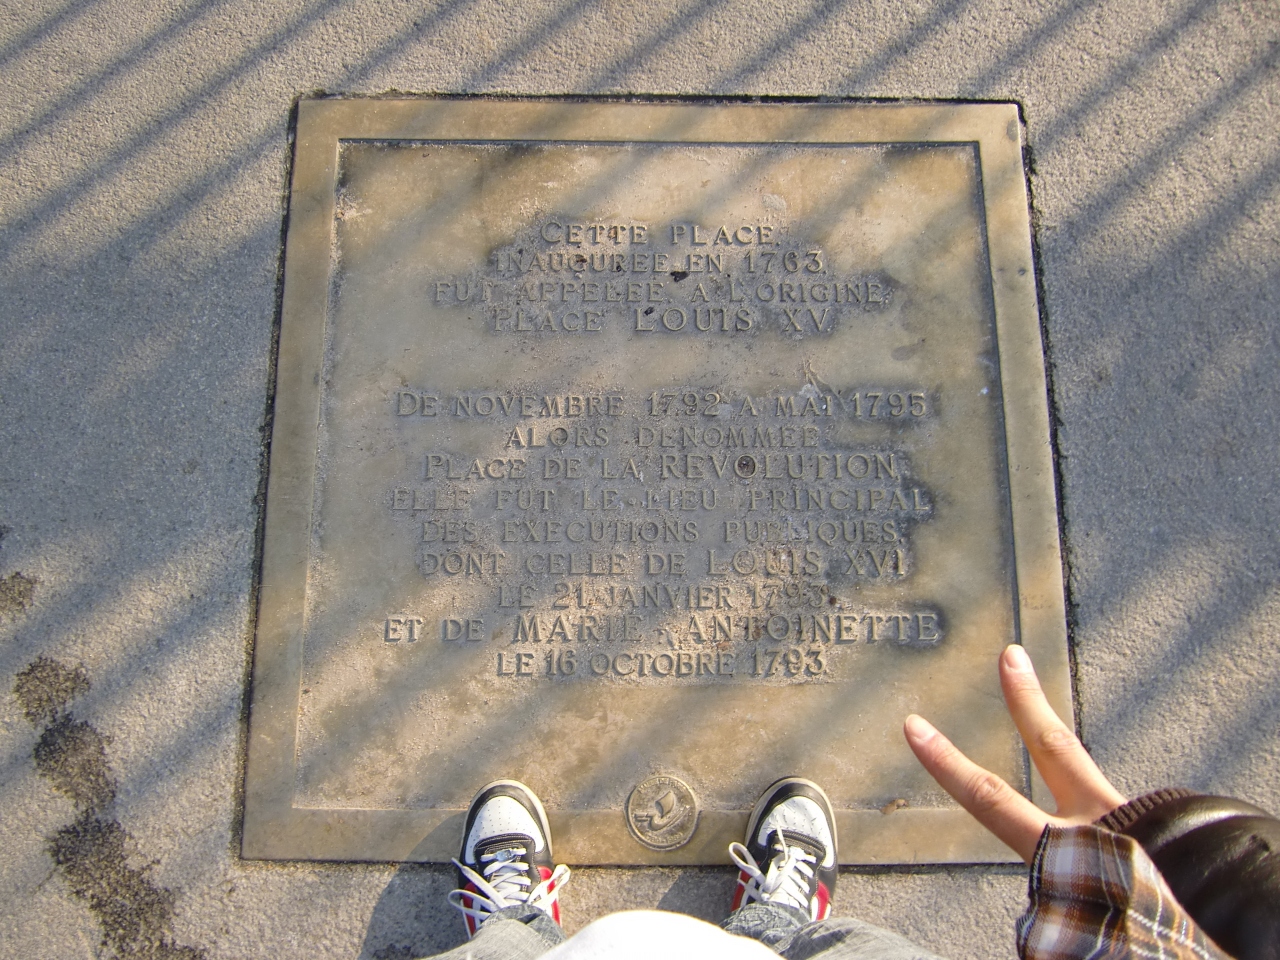 CETTE PLACE,
INAUGUREE EN 1763,
FUT APPELEE, A L'ORIGINE,
PLACE LOUIS XV.
DE NOVEMBRE 1792 A MAI 1795
ALORS DENOMMEE
PLACE DE LA REVOLUTION,
ELLE FUT LE LIEU PRINCIPAL
DES EXECUTIONS PUBLIQUES,
DONT CELLE DE LOUIS XVI,
LE 21 JANVIER 1793,
ET DE MARIE-ANTOINETTE
LE 16 OCTOBRE 1793.